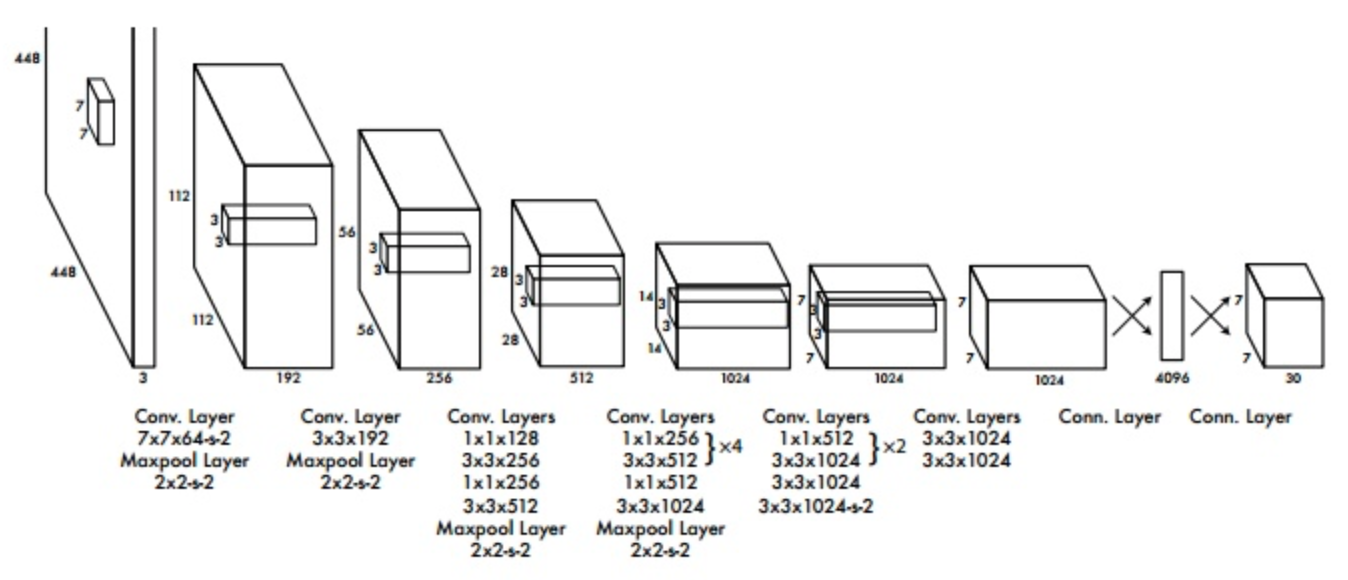 448
7
7
448
3
112
3
3
112
192
56
3
3
56
256
28
3
3
28
512
14
3
3
14
1024
7
3
3
7
1024
7
7
1024
4096
7
7
30
Conv. Layer
7x7x64-s-2
Maxpool Layer
2x2-s-2
Conv. Layer
3x3x192
Maxpool Layer
2x2-s-2
Conv. Layers
1x1x128
3x3x256
1x1x256
3x3x512
Maxpool Layer
2x2-s-2
Conv. Layers
1x1x256
3x3x512
}×4
1x1x512
3x3x1024
Maxpool Layer
2x2-s-2
Conv. Layers
1x1x512
3x3x1024
}×2
3x3x1024
3x3x1024-s-2
Conv. Layers
3x3x1024
3x3x1024
Conn. Layer
Conn. Layer